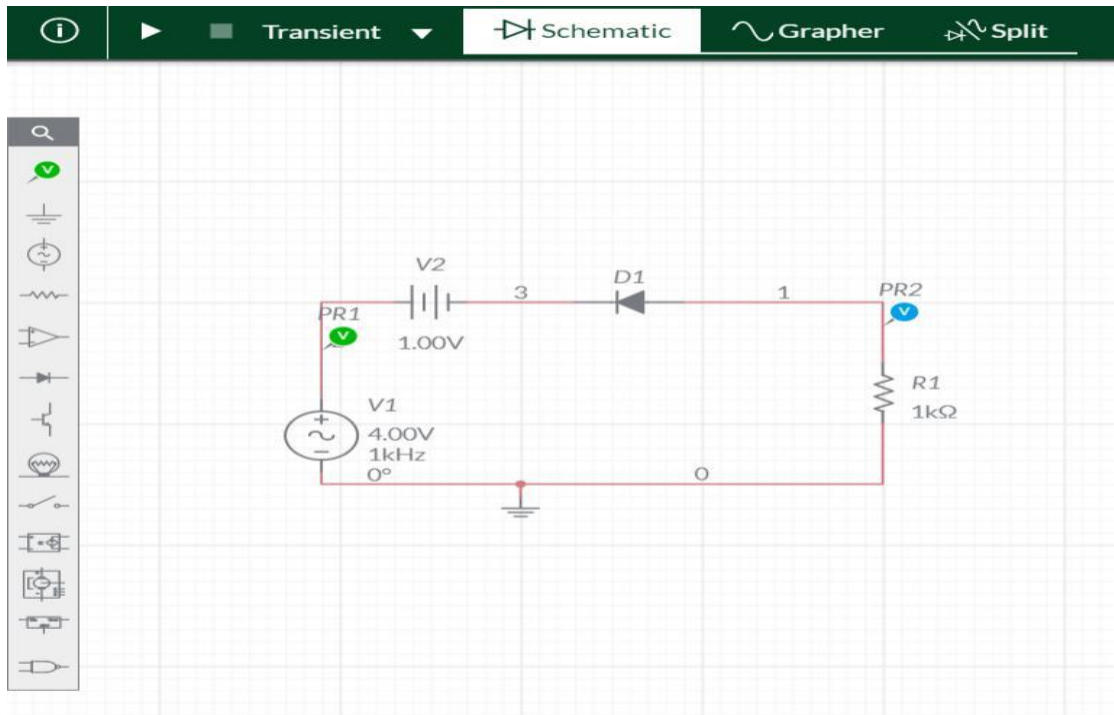 Transient Schematic Grapher Split
V
V2
3
D1
1
PR2
PR1
V
V
1.00V
R1
1kΩ
V1
4.00V
1kHz
0°
0